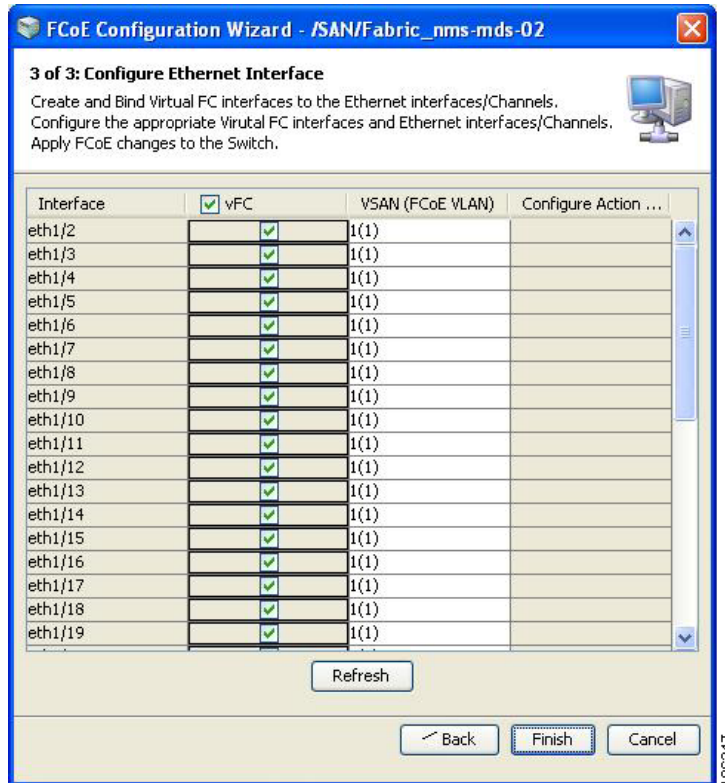 FCoE Configuration Wizard - /SAN/Fabric_nms-mds-02
3 of 3: Configure Ethernet Interface
Create and Bind Virtual FC interfaces to the Ethernet interfaces/Channels.
Configure the appropriate Virutal FC interfaces and Ethernet interfaces/Channels.
Apply FCoE changes to the Switch.
Interface vFC VSAN (FCoE VLAN) Configure Action ...
eth1/2 1(1)
eth1/3 1(1)
eth1/4 1(1)
eth1/5 1(1)
eth1/6 1(1)
eth1/7 1(1)
eth1/8 1(1)
eth1/9 1(1)
eth1/10 1(1)
eth1/11 1(1)
eth1/12 1(1)
eth1/13 1(1)
eth1/14 1(1)
eth1/15 1(1)
eth1/16 1(1)
eth1/17 1(1)
eth1/18 1(1)
eth1/19 1(1)
Refresh
Back Finish Cancel